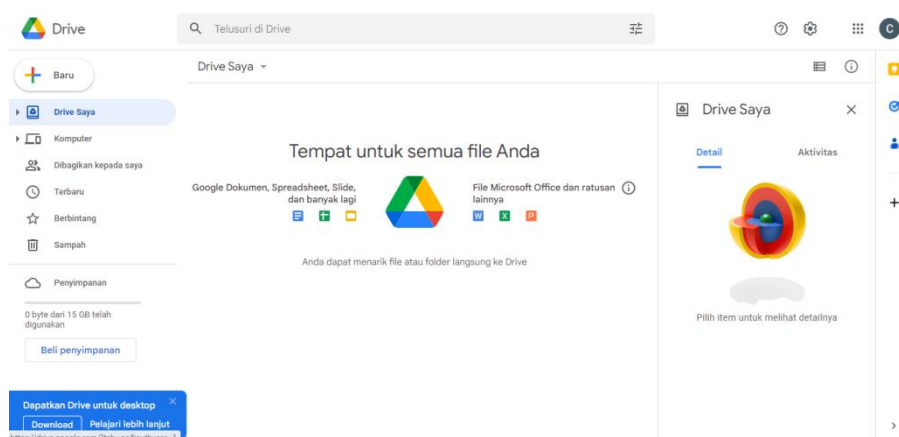 Drive
Telusuri di Drive
C
Baru
Drive Saya
Drive Saya
Komputer
Dibagikan kepada saya
Terbaru
Berbintang
Sampah
Penyimpanan
0 byte dari 15 GB telah
digunakan
Beli penyimpanan
Dapatkan Drive untuk desktop
Download Pelajari lebih lanjut
Tempat untuk semua file Anda
Google Dokumen, Spreadsheet, Slide,
dan banyak lagi
File Microsoft Office dan ratusan
lainnya
W X P
Anda dapat menarik file atau folder langsung ke Drive
Drive Saya
Detail Aktivitas
Pilih item untuk melihat detailnya